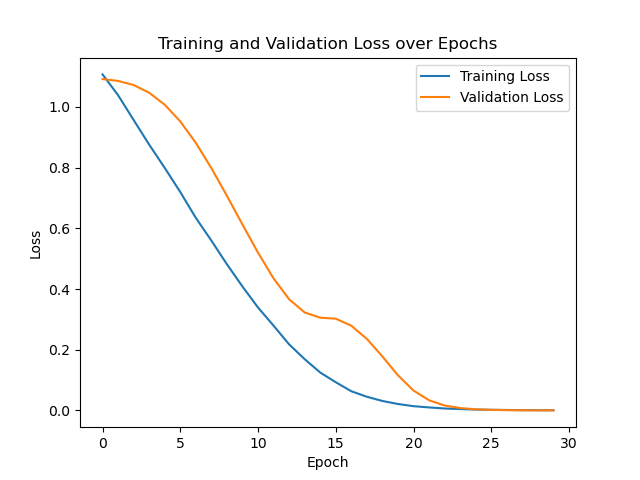 Training and Validation Loss over Epochs
Training Loss
Validation Loss
1.0
0.8
0.6
0.4
0.2
0.0
Loss
0 5 10 15 20 25 30
Epoch